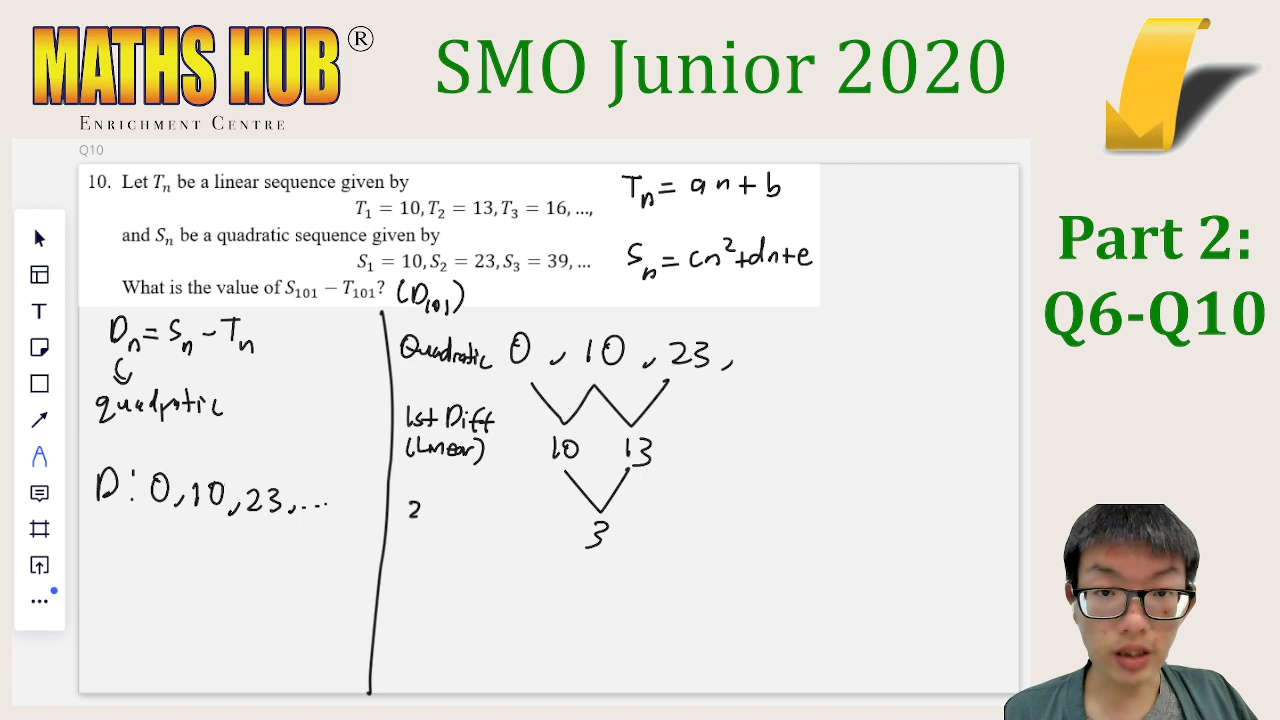 MATHS HUB®
ENRICHMENT CENTRE
SMO Junior 2020
Part 2:
Q6-Q10
Q10
10. Let Tₙ be a linear sequence given by
T₁ = 10, T₂ = 13, T₃ = 16, ...,
and Sₙ be a quadratic sequence given by
S₁ = 10, S₂ = 23, S₃ = 39, ...
What is the value of S₁₀₁ − T₁₀₁?
(D₁₀₁)
Tₙ = an + b
Sₙ = cn² + dn + e
Dₙ = Sₙ − Tₙ
quadratic
D: 0, 10, 23, ...
Quadratic 0, 10, 23,
1st Diff
(Linear) 10 13
2 3
T
A